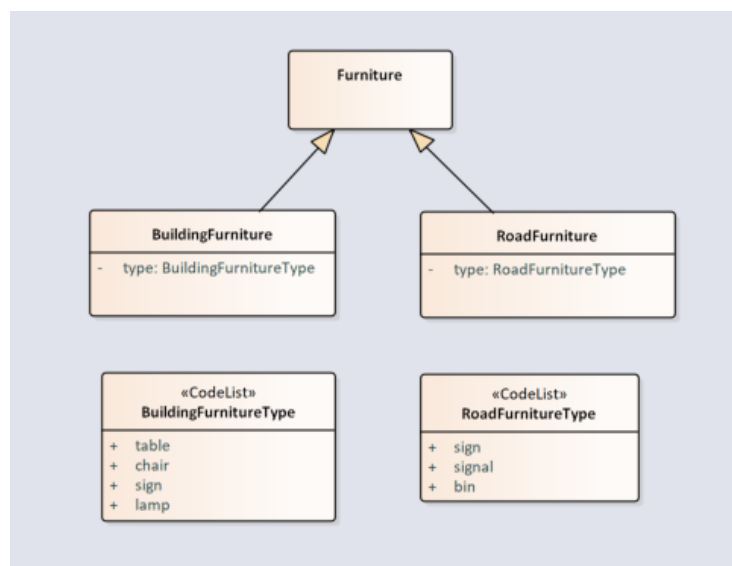 Furniture
BuildingFurniture
- type: BuildingFurnitureType
RoadFurniture
- type: RoadFurnitureType
«CodeList»
BuildingFurnitureType
+ table
+ chair
+ sign
+ lamp
«CodeList»
RoadFurnitureType
+ sign
+ signal
+ bin